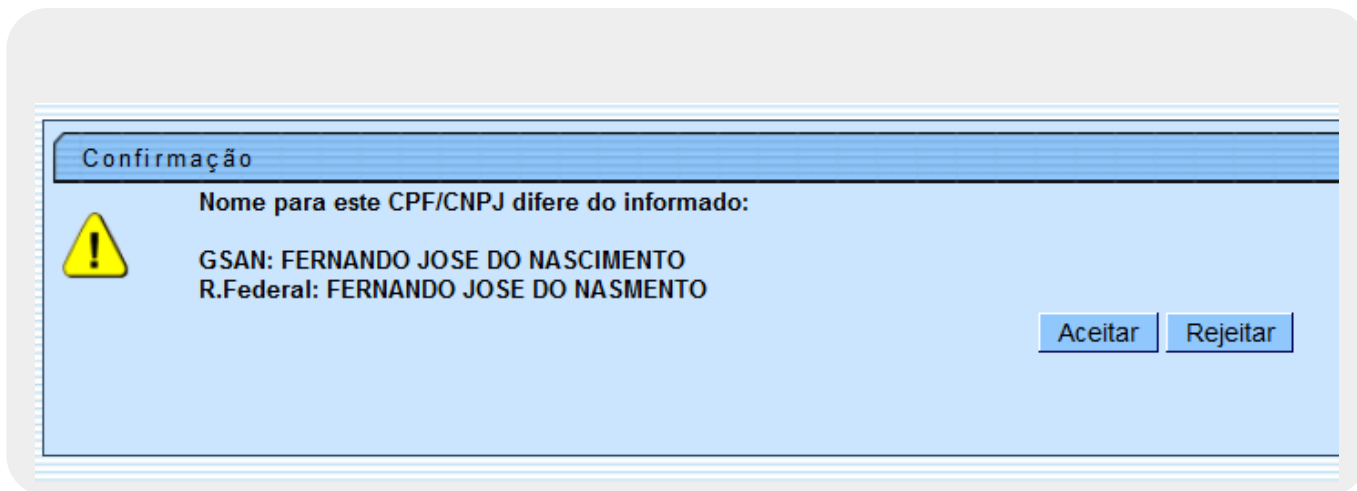 Confirmação
Nome para este CPF/CNPJ difere do informado:
GSAN: FERNANDO JOSE DO NASCIMENTO
R.Federal: FERNANDO JOSE DO NASMENTO
Aceitar Rejeitar